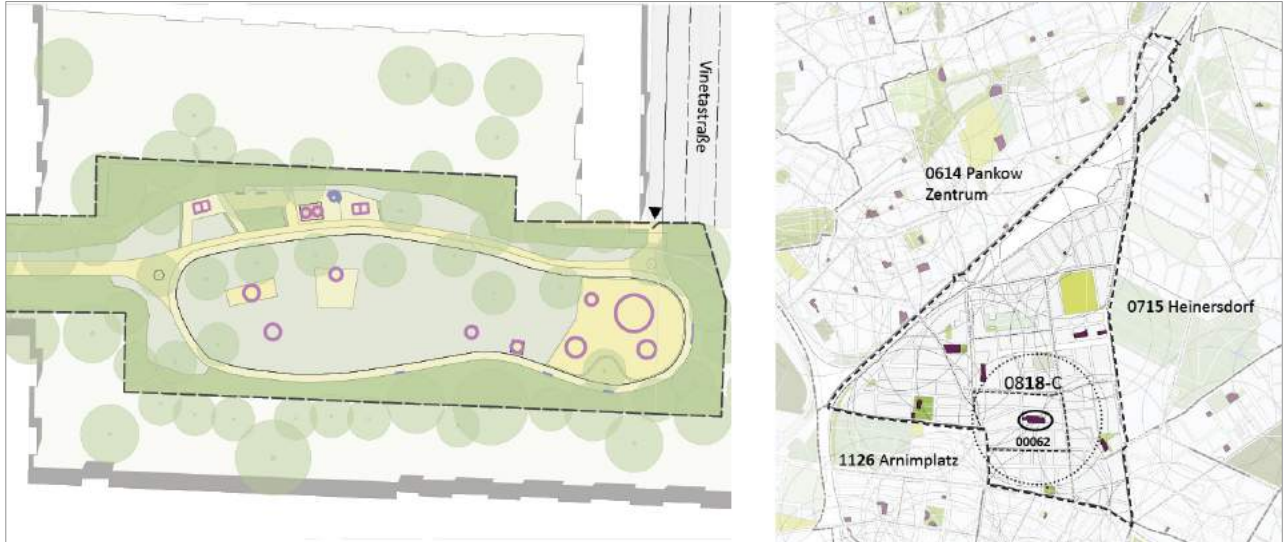 Vinetastraße
0614 Pankow
Zentrum
0715 Heinersdorf
0818-C
00062
1126 Arnimplatz